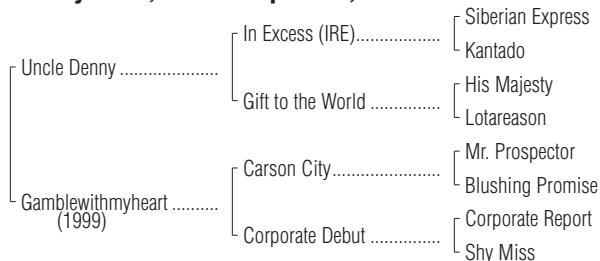 Siberian Express
In Excess (IRE)..................
Kantado
Uncle Denny .....................
His Majesty
Gift to the World ...............
Lotareason
Mr. Prospector
Carson City.......................
Blushing Promise
Gamblewithmyheart ..........
(1999)
Corporate Report
Corporate Debut ...............
Shy Miss